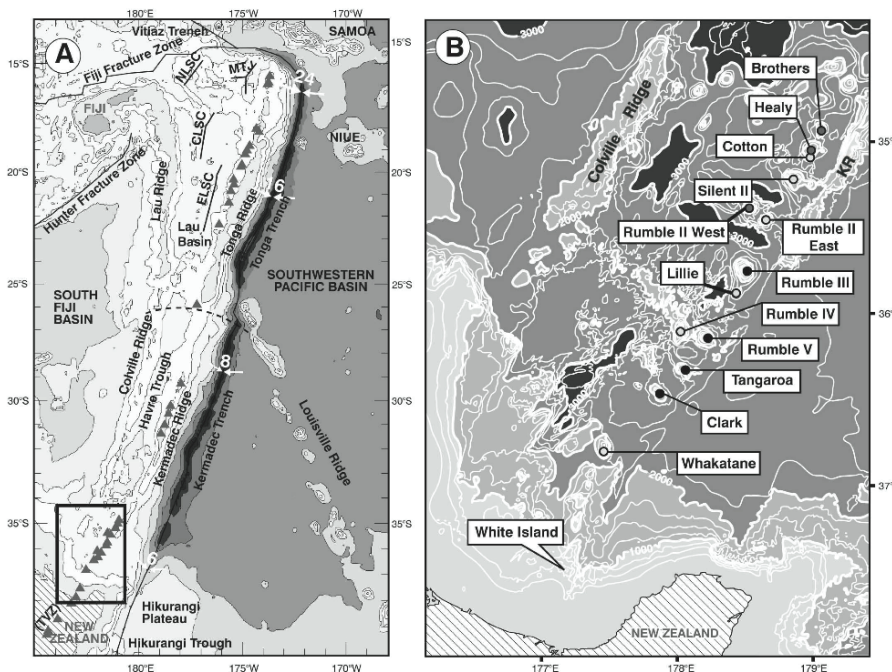 180°E
175°W
170°W
A
Vitiaz Trench
SAMOA
15°S
15°S
Fiji Fracture Zone
NLSC
MTJ
24
FIJI
NIUE
CLSC
20°S
20°S
Hunter Fracture Zone
Lau Ridge
ELSC
6
Lau
Basin
Tonga Ridge
Tonga Trench
SOUTHWESTERN
PACIFIC BASIN
25°S
25°S
SOUTH
FIJI
BASIN
Colville Ridge
Havre Trough
8
30°S
30°S
Kermadec Ridge
Kermadec Trench
Louisville Ridge
35°S
35°S
(TVZ)
NEW
ZEALAND
Hikurangi
Plateau
Hikurangi Trough
180°E
175°W
170°W
B
3000
Brothers
Healy
Cotton
35°
Colville Ridge
KR
3000
Silent II
2000
Rumble II West
3000
Rumble II
East
Lillie
Rumble III
36°
Rumble IV
Rumble V
Tangaroa
Clark
Whakatane
2000
37°
White Island
1000
NEW ZEALAND
177°
178°
179°